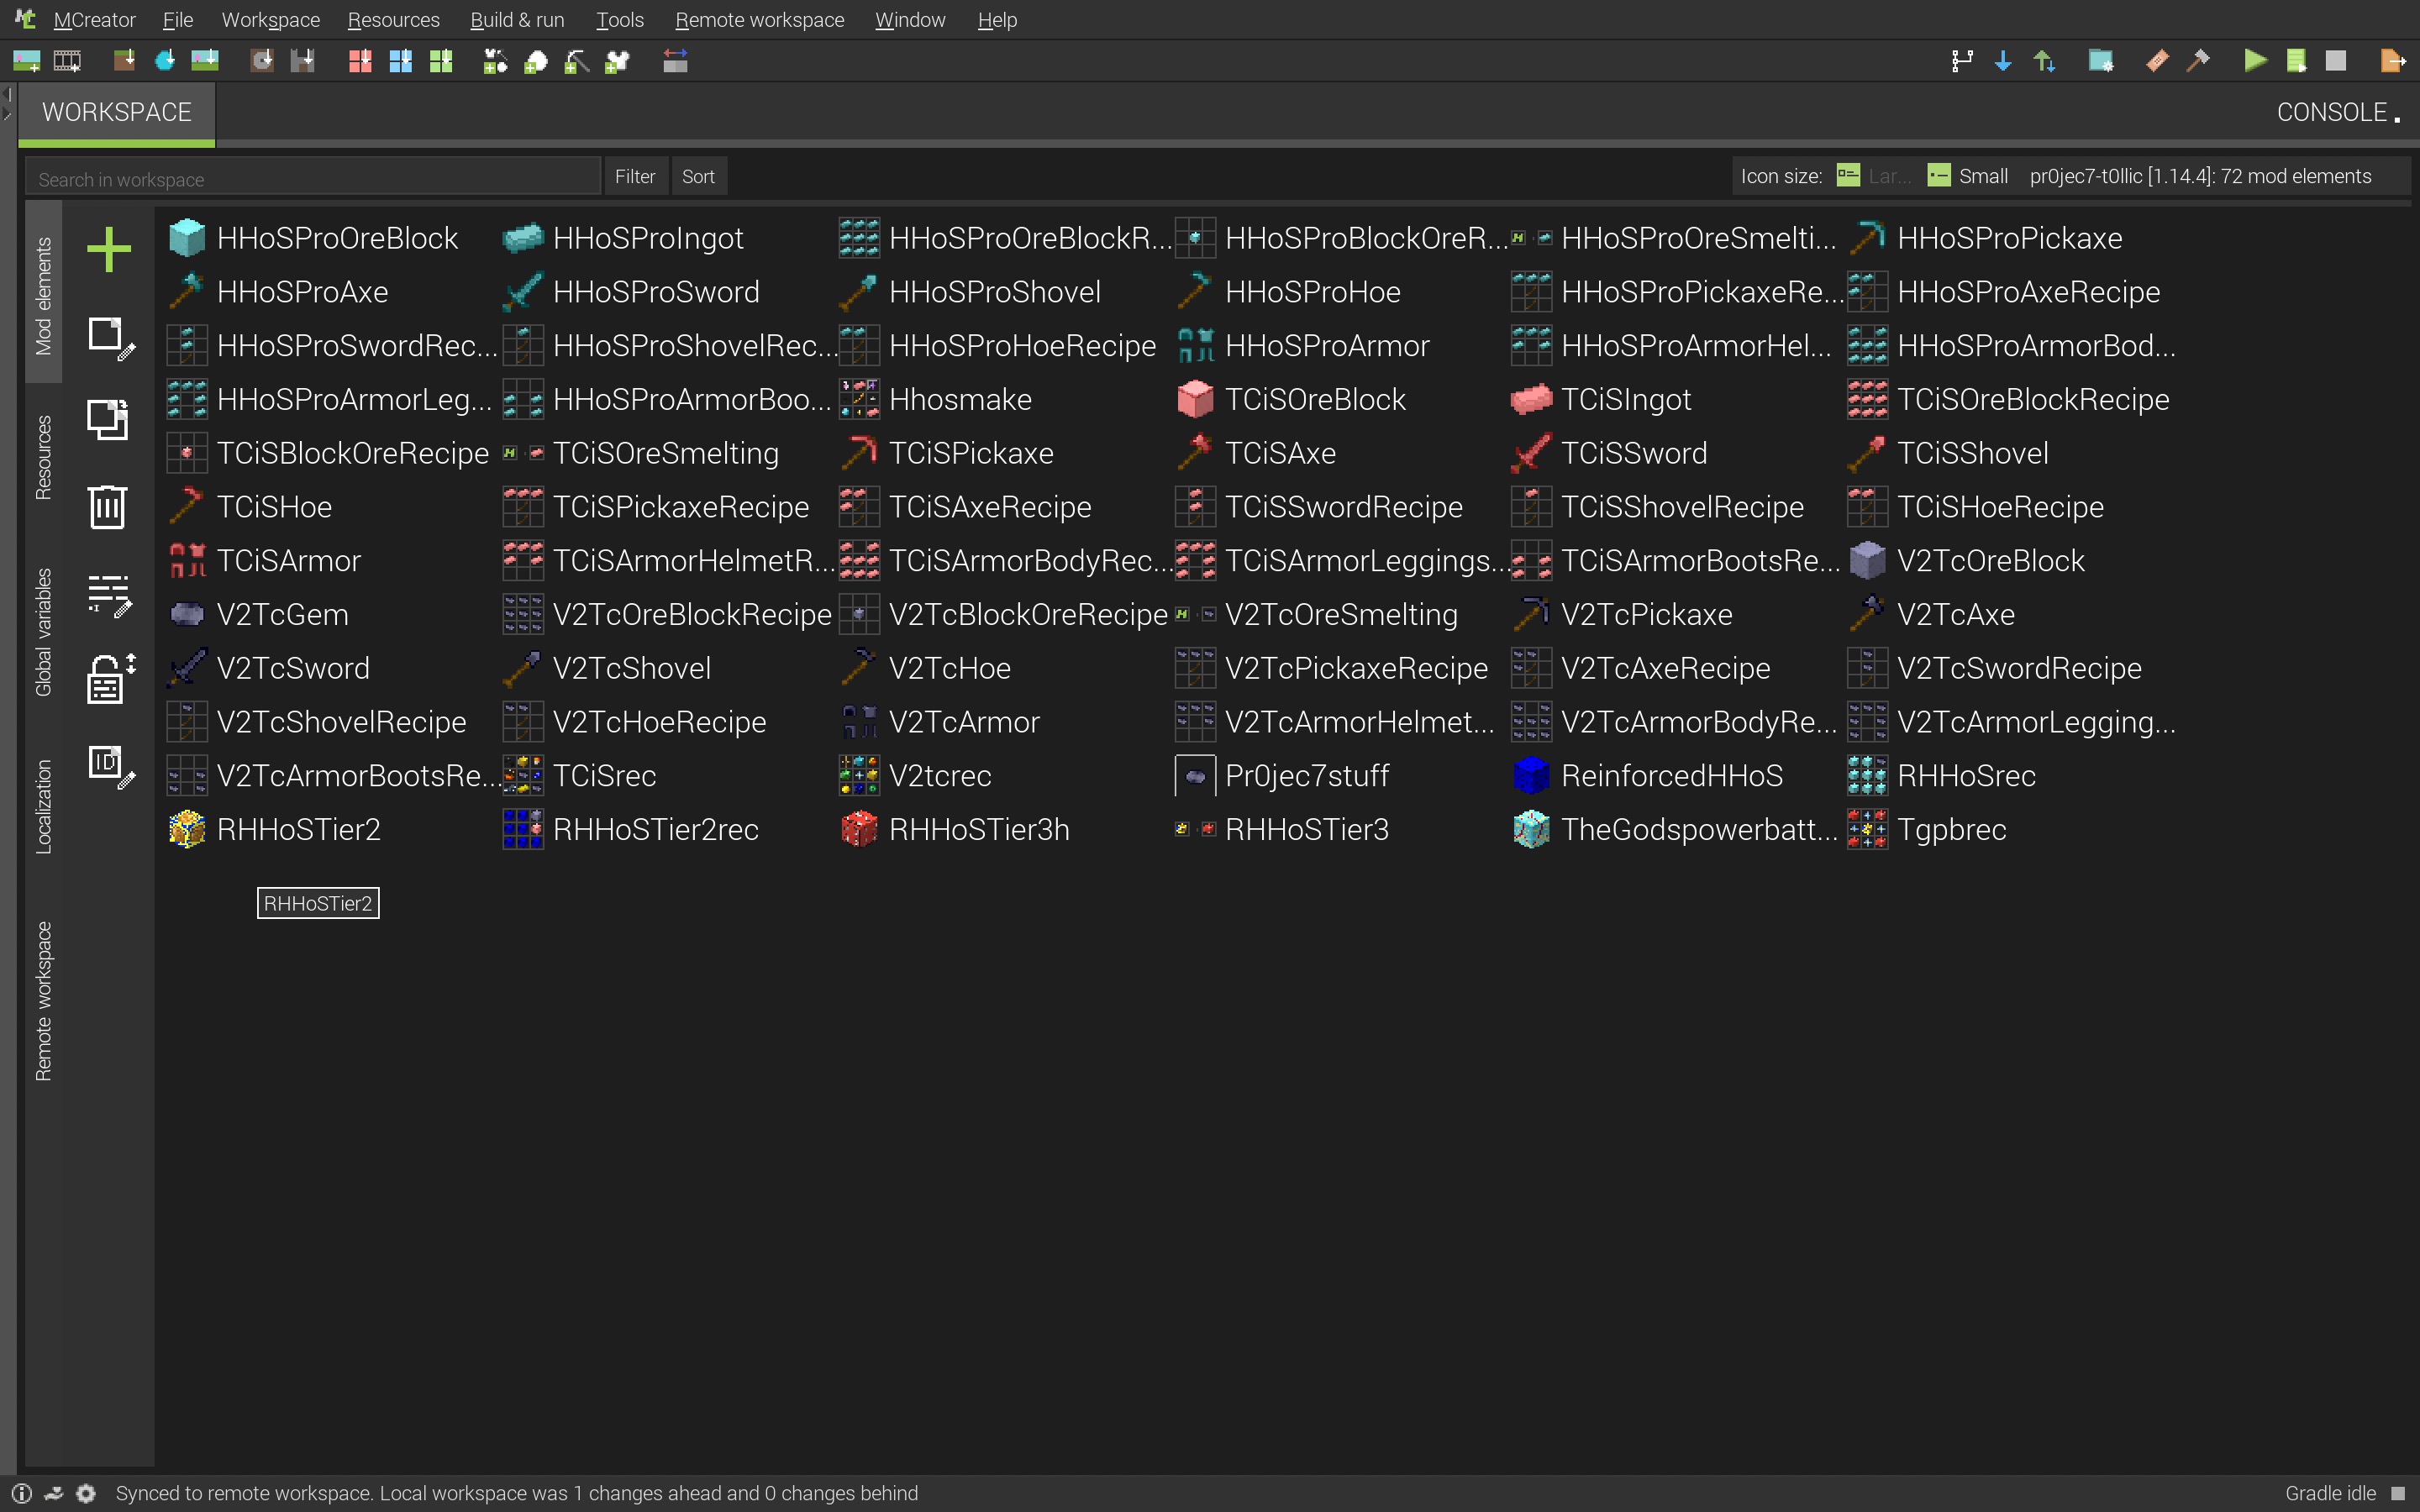 MCreator File Workspace Resources Build & run Tools Remote workspace Window Help
WORKSPACE CONSOLE
Search in workspace Filter Sort Icon size: Lar... Small pr0jec7-t0llic [1.14.4]: 72 mod elements
Mod elements
Resources
Global variables
Localization
Remote workspace
ID
HHoSProOreBlock HHoSProIngot HHoSProOreBlockR... HHoSProBlockOreR... HHoSProOreSmelti... HHoSProPickaxe
HHoSProAxe HHoSProSword HHoSProShovel HHoSProHoe HHoSProPickaxeRe... HHoSProAxeRecipe
HHoSProSwordRec... HHoSProShovelRec... HHoSProHoeRecipe HHoSProArmor HHoSProArmorHel... HHoSProArmorBod...
HHoSProArmorLeg... HHoSProArmorBoo... Hhosmake TCiSOreBlock TCiSIngot TCiSOreBlockRecipe
TCiSBlockOreRecipe TCiSOreSmelting TCiSPickaxe TCiSAxe TCiSSword TCiSShovel
TCiSHoe TCiSPickaxeRecipe TCiSAxeRecipe TCiSSwordRecipe TCiSShovelRecipe TCiSHoeRecipe
TCiSArmor TCiSArmorHelmetR... TCiSArmorBodyRec... TCiSArmorLeggings... TCiSArmorBootsRe... V2TcOreBlock
V2TcGem V2TcOreBlockRecipe V2TcBlockOreRecipe V2TcOreSmelting V2TcPickaxe V2TcAxe
V2TcSword V2TcShovel V2TcHoe V2TcPickaxeRecipe V2TcAxeRecipe V2TcSwordRecipe
V2TcShovelRecipe V2TcHoeRecipe V2TcArmor V2TcArmorHelmet... V2TcArmorBodyRe... V2TcArmorLegging...
V2TcArmorBootsRe... TCiSrec V2tcrec Pr0jec7stuff ReinforcedHHoS RHHoSrec
RHHoSTier2 RHHoSTier2rec RHHoSTier3h RHHoSTier3 TheGodspowerbatt... Tgpbrec
RHHoSTier2
Synced to remote workspace. Local workspace was 1 changes ahead and 0 changes behind Gradle idle